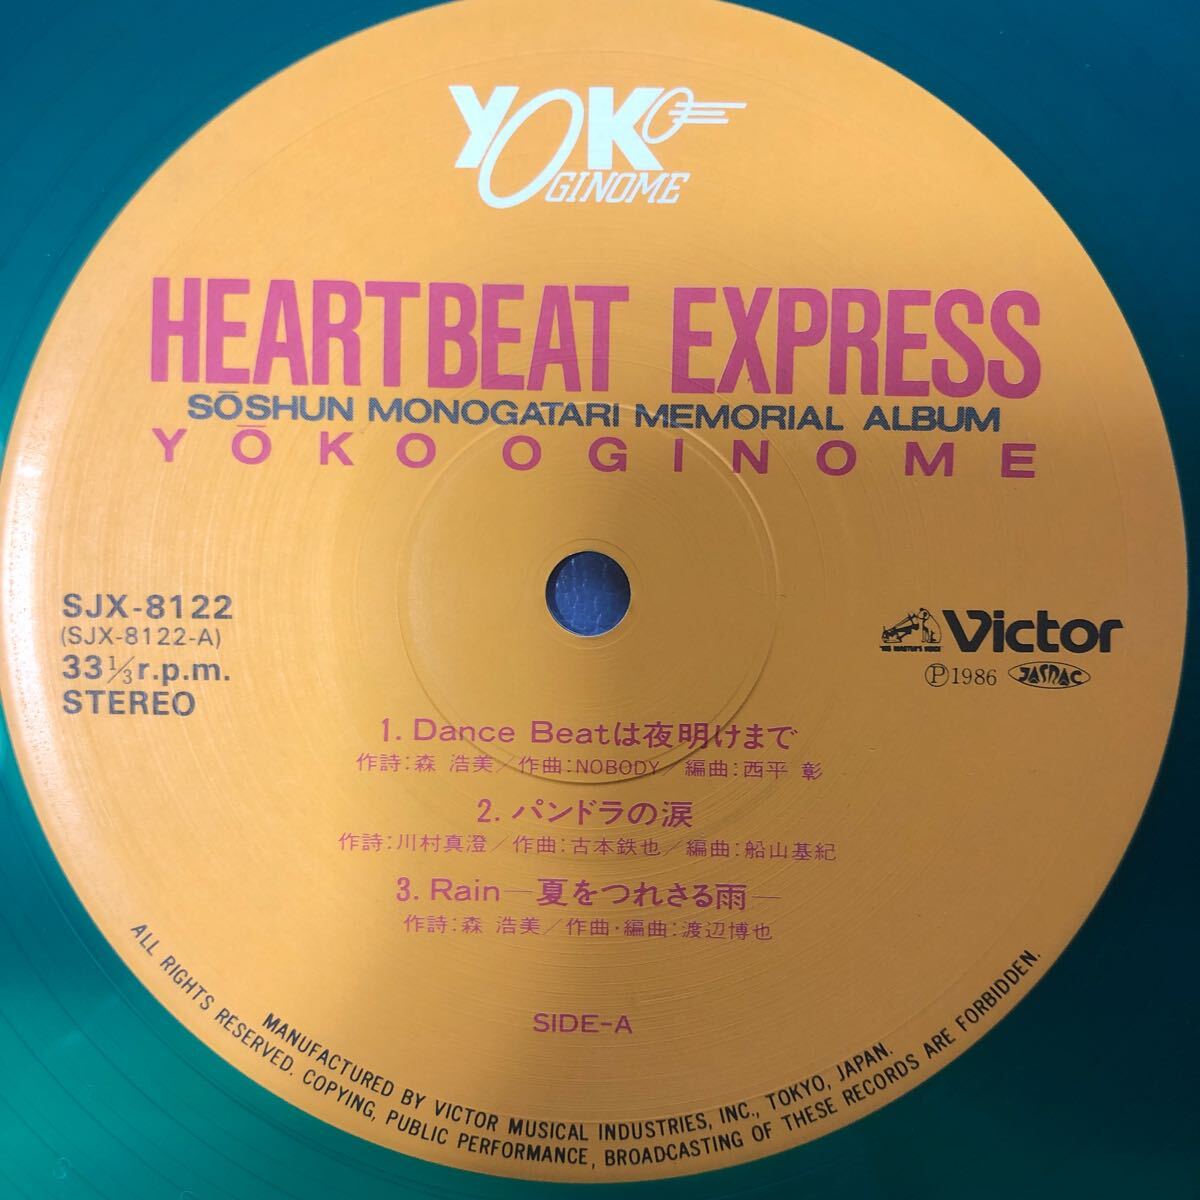 YOKO
OGINOME
HEARTBEAT EXPRESS
SŌSHUN MONOGATARI MEMORIAL ALBUM
YŌKO OGINOME
SJX-8122
(SJX-8122-A)
33⅓r.p.m.
STEREO
"HIS MASTER'S VOICE" Victor
Ⓟ1986 JASRAC
1. Dance Beatは夜明けまで
作詩:森 浩美/作曲:NOBODY/編曲:西平 彰
2. パンドラの涙
作詩:川村真澄/作曲:古本鉄也/編曲:船山基紀
3. Rain—夏をつれさる雨—
作詩:森 浩美/作曲・編曲:渡辺博也
SIDE-A
MANUFACTURED BY VICTOR MUSICAL INDUSTRIES, INC., TOKYO, JAPAN.
ALL RIGHTS RESERVED. COPYING, PUBLIC PERFORMANCE, BROADCASTING OF THESE RECORDS ARE FORBIDDEN.